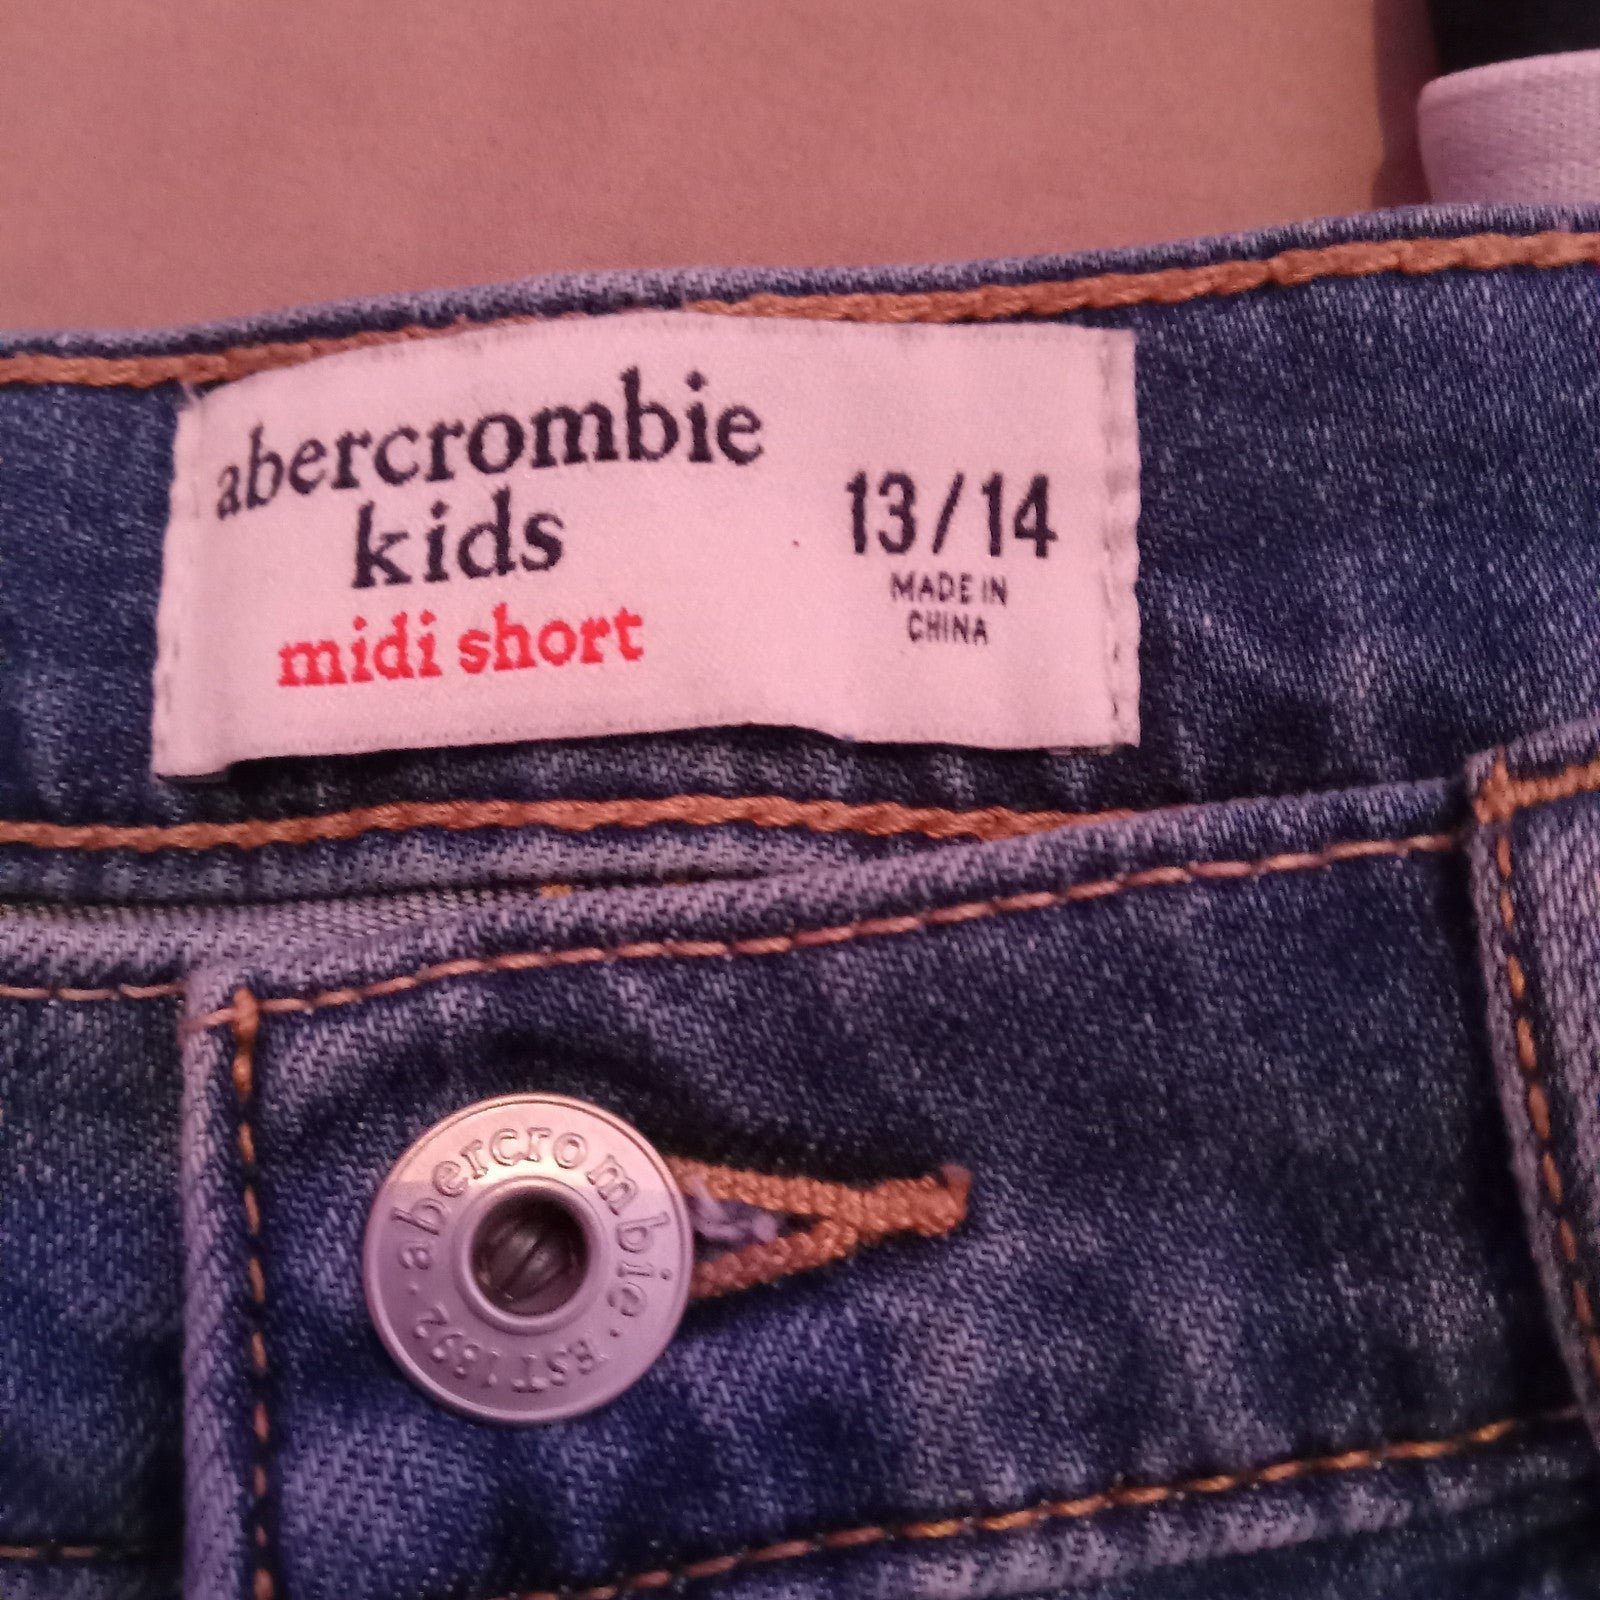 abercrombie
kids
midi short
13/14
MADE IN
CHINA
abercrombie · EST 1892 ·